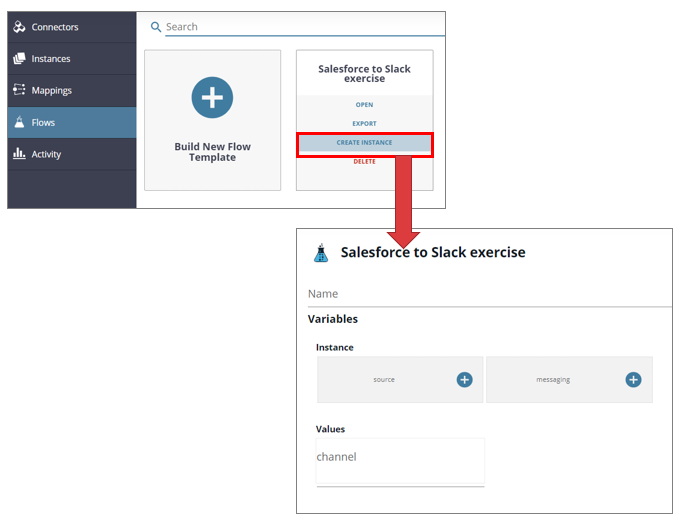 Connectors
Instances
Mappings
Flows
Activity
Search
Build New Flow
Template
Salesforce to Slack
exercise
OPEN
EXPORT
CREATE INSTANCE
DELETE
Salesforce to Slack exercise
Name
Variables
Instance
source
messaging
Values
channel